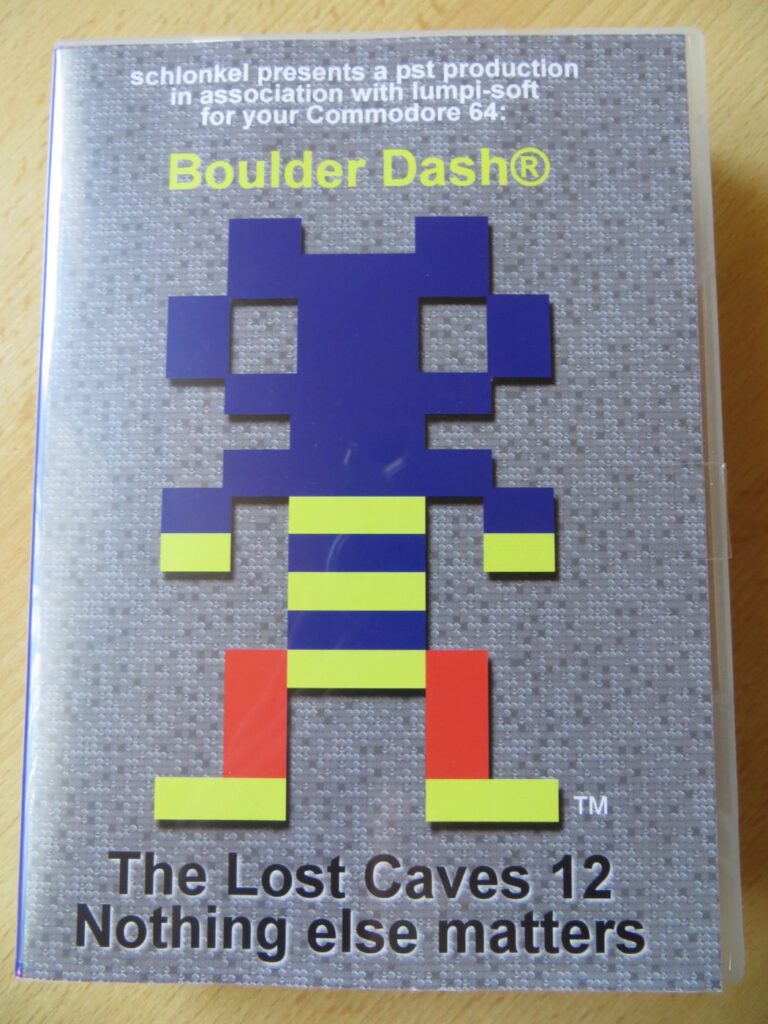 schlonkel presents a pst production
in association with lumpi-soft
for your Commodore 64:
Boulder Dash®
TM
The Lost Caves 12
Nothing else matters